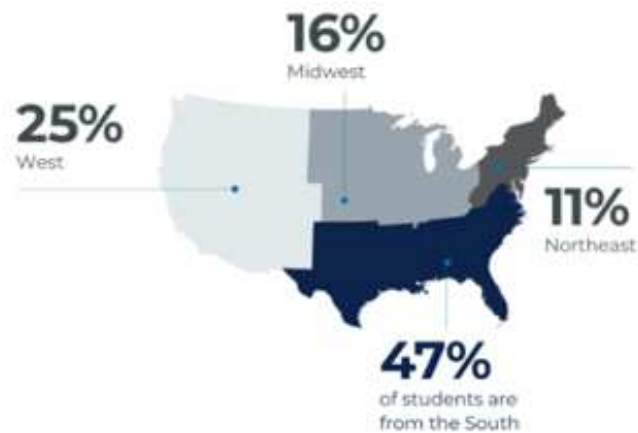 16%
Midwest
25%
West
11%
Northeast
47%
of students are
from the South